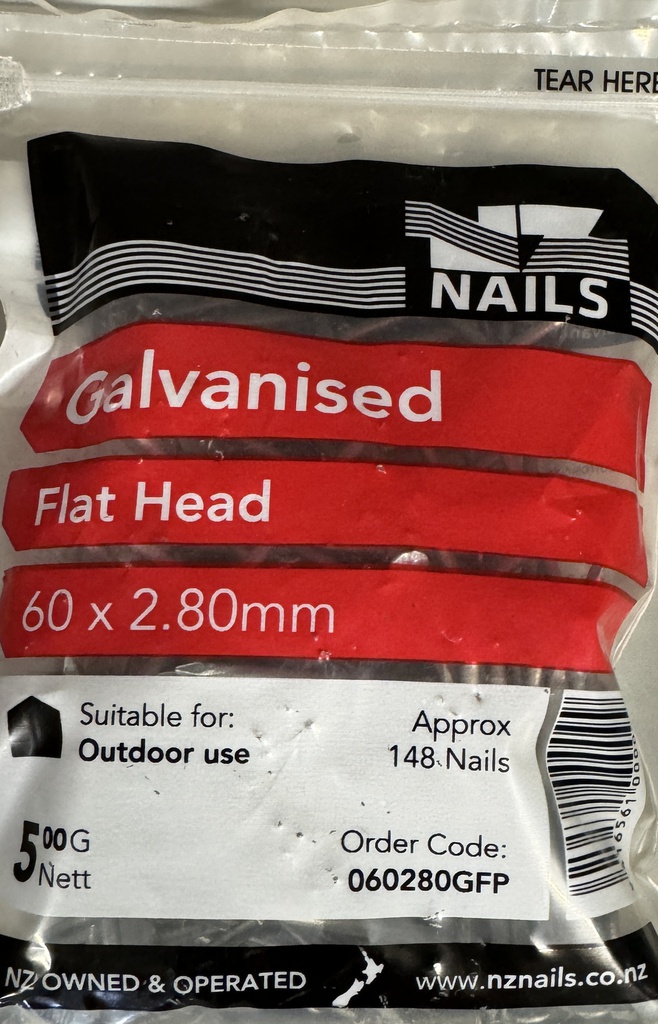 TEAR HERE
NAILS
Galvanised
Flat Head
60 x 2.80mm
Suitable for:
Outdoor use
Approx
148 Nails
500G
Nett
Order Code:
060280GFP
NZ OWNED & OPERATED
www.nznails.co.nz